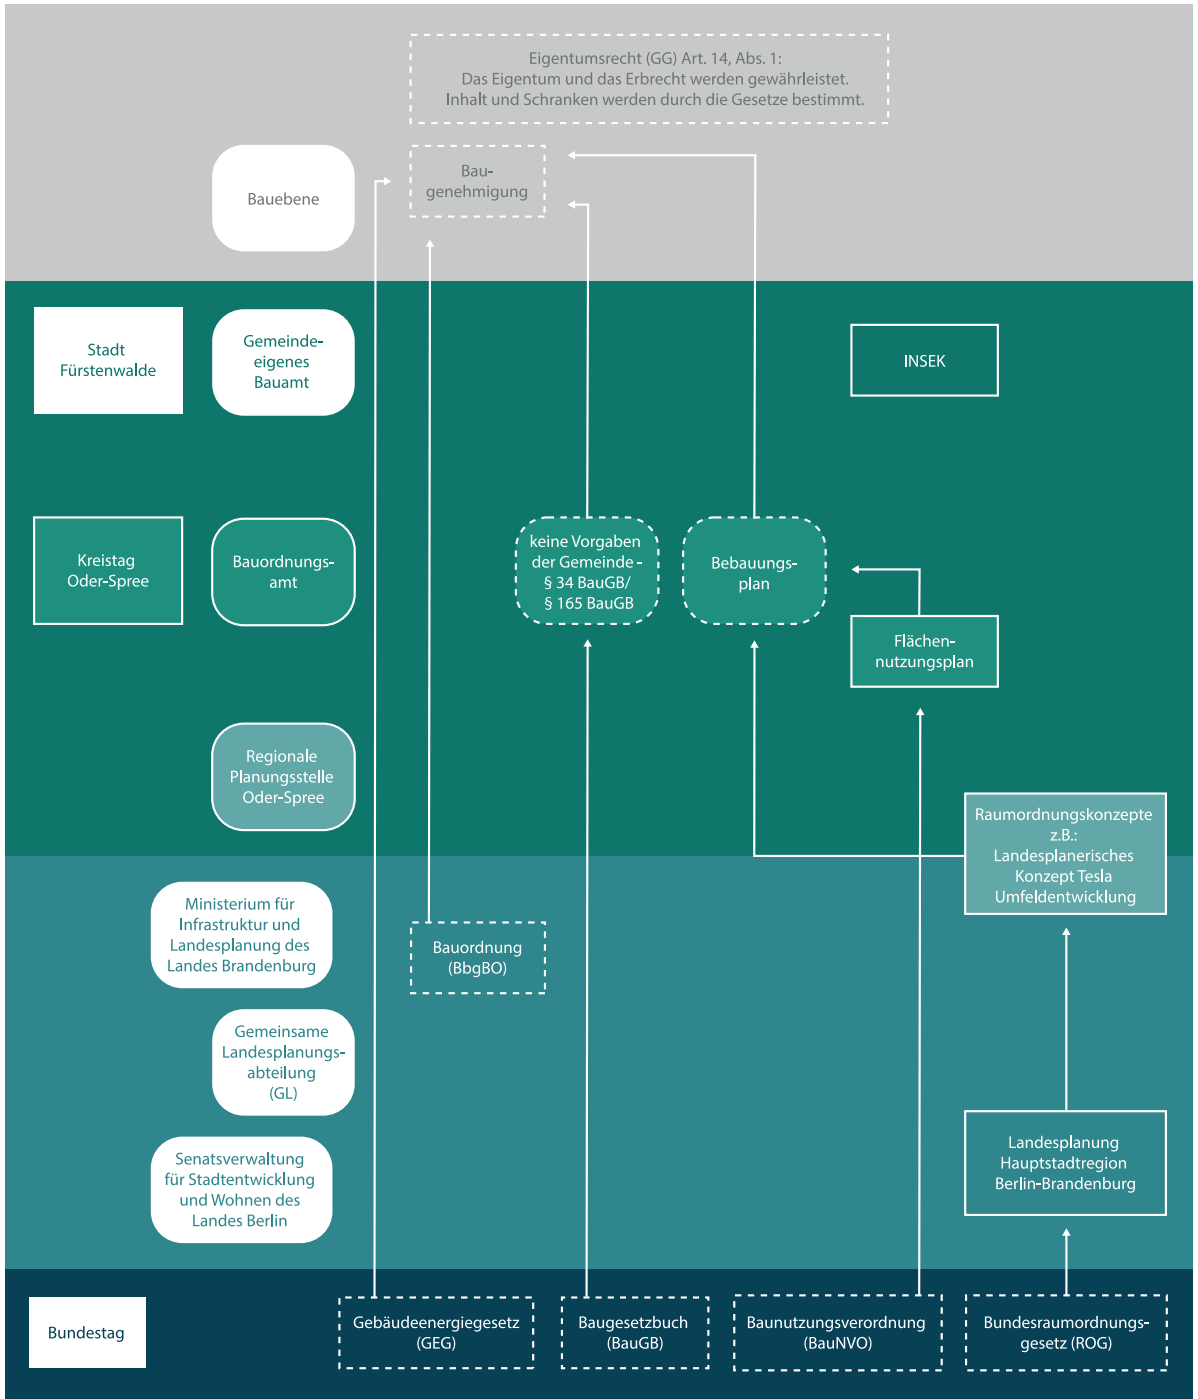 Eigentumsrecht (GG) Art. 14, Abs. 1:
Das Eigentum und das Erbrecht werden gewährleistet.
Inhalt und Schranken werden durch die Gesetze bestimmt.
Bauebene
Bau-
genehmigung
Stadt
Fürstenwalde
Gemeinde-
eigenes
Bauamt
INSEK
Kreistag
Oder-Spree
Bauordnungs-
amt
keine Vorgaben
der Gemeinde -
§ 34 BauGB/
§ 165 BauGB
Bebauungs-
plan
Flächen-
nutzungsplan
Regionale
Planungsstelle
Oder-Spree
Raumordnungskonzepte
z.B.:
Landesplanerisches
Konzept Tesla
Umfeldentwicklung
Ministerium für
Infrastruktur und
Landesplanung des
Landes Brandenburg
Bauordnung
(BbgBO)
Gemeinsame
Landesplanungs-
abteilung
(GL)
Senatsverwaltung
für Stadtentwicklung
und Wohnen des
Landes Berlin
Landesplanung
Hauptstadtregion
Berlin-Brandenburg
Bundestag
Gebäudeenergiegesetz
(GEG)
Baugesetzbuch
(BauGB)
Baunutzungsverordnung
(BauNVO)
Bundesraumordnungs-
gesetz (ROG)